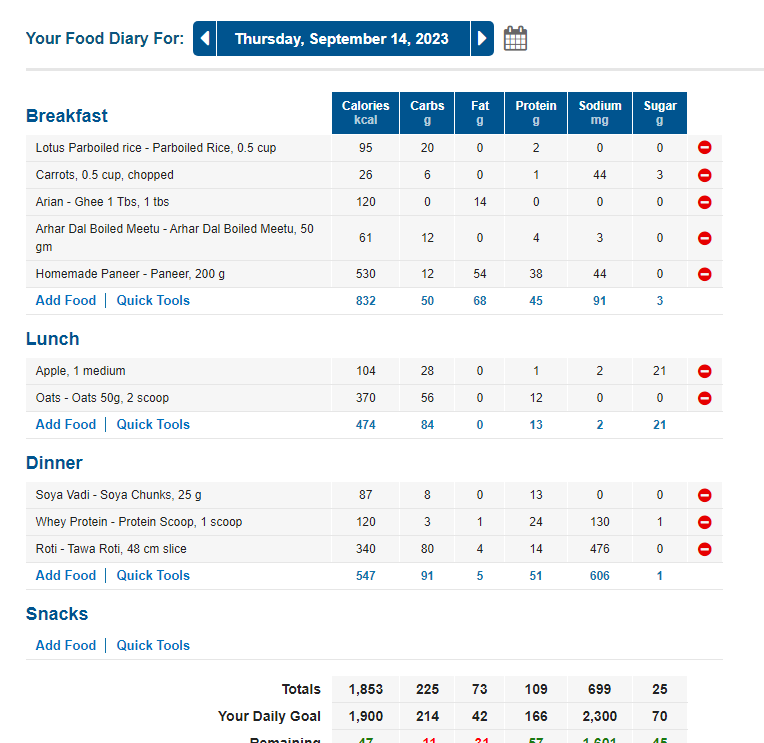 Your Food Diary For: Thursday, September 14, 2023
Breakfast Calories kcal Carbs g Fat g Protein g Sodium mg Sugar g
Lotus Parboiled rice - Parboiled Rice, 0.5 cup 95 20 0 2 0 0
Carrots, 0.5 cup, chopped 26 6 0 1 44 3
Arian - Ghee 1 Tbs, 1 tbs 120 0 14 0 0 0
Arhar Dal Boiled Meetu - Arhar Dal Boiled Meetu, 50
gm 61 12 0 4 3 0
Homemade Paneer - Paneer, 200 g 530 12 54 38 44 0
Add Food | Quick Tools 832 50 68 45 91 3
Lunch
Apple, 1 medium 104 28 0 1 2 21
Oats - Oats 50g, 2 scoop 370 56 0 12 0 0
Add Food | Quick Tools 474 84 0 13 2 21
Dinner
Soya Vadi - Soya Chunks, 25 g 87 8 0 13 0 0
Whey Protein - Protein Scoop, 1 scoop 120 3 1 24 130 1
Roti - Tawa Roti, 48 cm slice 340 80 4 14 476 0
Add Food | Quick Tools 547 91 5 51 606 1
Snacks
Add Food | Quick Tools
Totals 1,853 225 73 109 699 25
Your Daily Goal 1,900 214 42 166 2,300 70
Remaining 47 -11 -31 57 1,601 45